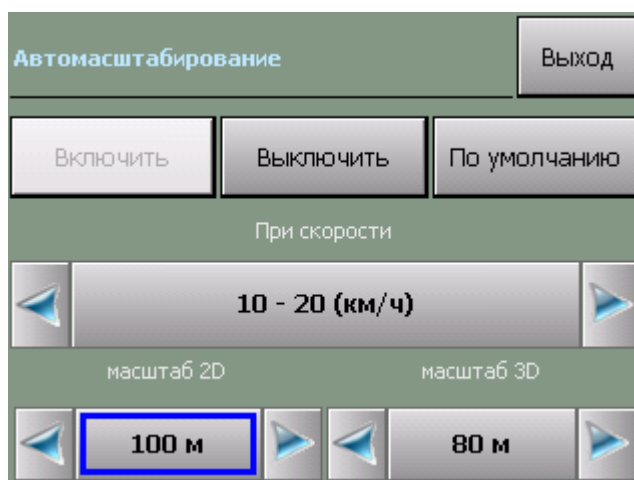 Автомасштабирование
Выход
Включить Выключить По умолчанию
При скорости
10 - 20 (км/ч)
масштаб 2D масштаб 3D
100 м 80 м